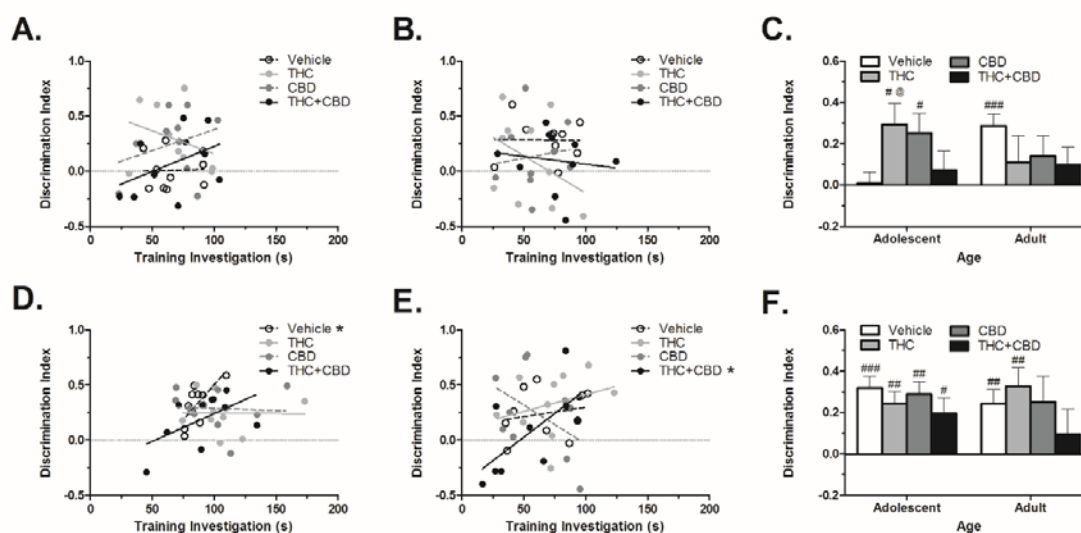 A.
Vehicle
THC
CBD
THC+CBD
Discrimination Index
1.0
0.5
0.0
-0.5
0 50 100 150 200
Training Investigation (s)
B.
Vehicle
THC
CBD
THC+CBD
Discrimination Index
1.0
0.5
0.0
-0.5
0 50 100 150 200
Training Investigation (s)
C.
Vehicle CBD
THC THC+CBD
Discrimination Index
0.6
0.4
0.2
0.0
-0.2
# @
#
###
Adolescent Adult
Age
D.
Vehicle *
THC
CBD
THC+CBD
Discrimination Index
1.0
0.5
0.0
-0.5
0 50 100 150 200
Training Investigation (s)
E.
Vehicle
THC
CBD
THC+CBD *
Discrimination Index
1.0
0.5
0.0
-0.5
0 50 100 150 200
Training Investigation (s)
F.
Vehicle CBD
THC THC+CBD
Discrimination Index
0.6
0.4
0.2
0.0
-0.2
###
##
##
#
##
##
Adolescent Adult
Age